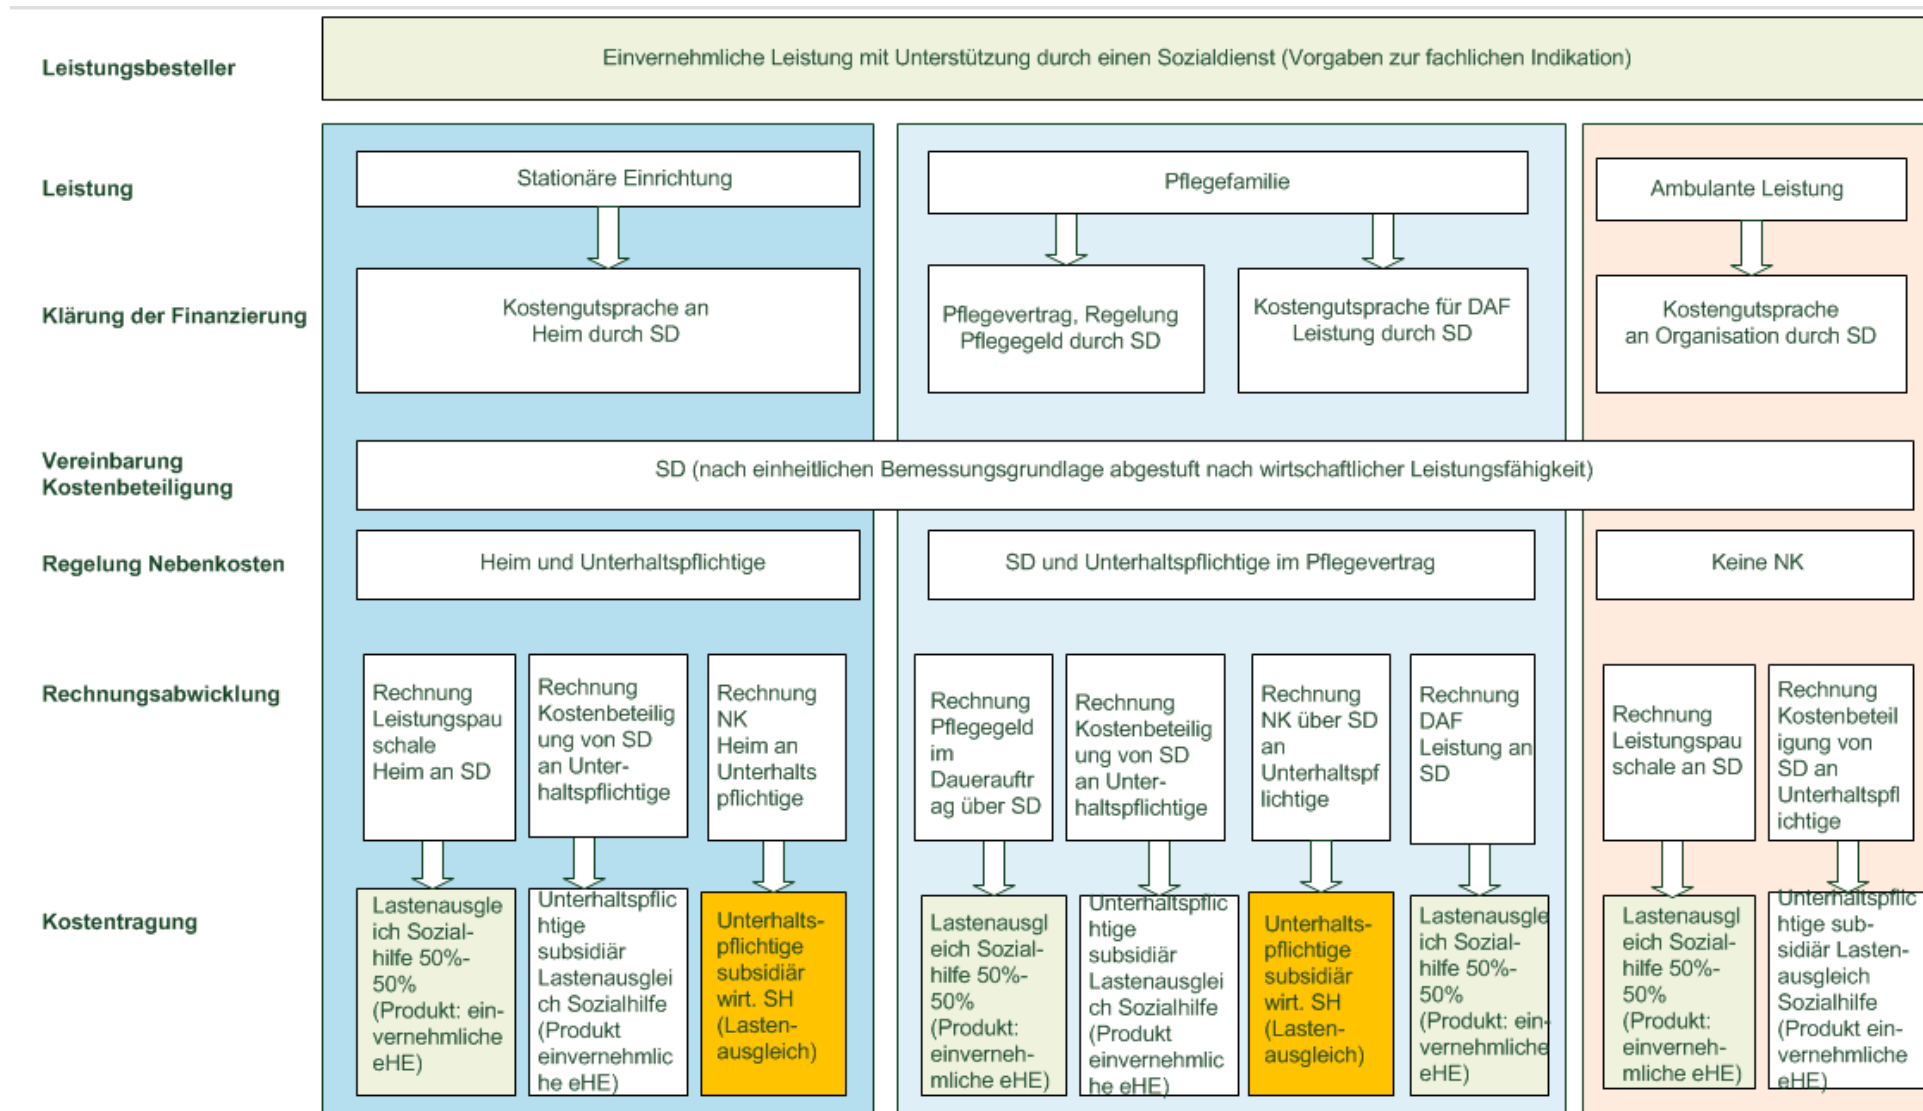 Leistungsbesteller
Einvernehmliche Leistung mit Unterstützung durch einen Sozialdienst (Vorgaben zur fachlichen Indikation)
Leistung
Stationäre Einrichtung
Pflegefamilie
Ambulante Leistung
Klärung der Finanzierung
Kostengutsprache an
Heim durch SD
Pflegevertrag, Regelung
Pflegegeld durch SD
Kostengutsprache für DAF
Leistung durch SD
Kostengutsprache
an Organisation durch SD
Vereinbarung
Kostenbeteiligung
SD (nach einheitlichen Bemessungsgrundlage abgestuft nach wirtschaftlicher Leistungsfähigkeit)
Regelung Nebenkosten
Heim und Unterhaltspflichtige
SD und Unterhaltspflichtige im Pflegevertrag
Keine NK
Rechnungsabwicklung
Rechnung
Leistungspau
schale
Heim an SD
Rechnung
Kostenbeteilig
ung von SD
an Unter-
haltspflichtige
Rechnung
NK
Heim an
Unterhalts
pflichtige
Rechnung
Pflegegeld
im
Dauerauft
rag über SD
Rechnung
Kostenbeteilig
ung von SD
an Unter-
haltspflichtige
Rechnung
NK über SD
an
Unterhaltspf
lichtige
Rechnung
DAF
Leistung an
SD
Rechnung
Leistungspau
schale an SD
Rechnung
Kostenbeteil
igung von
SD an
Unterhaltspfl
ichtige
Kostentragung
Lastenausgle
ich Sozial-
hilfe 50%-
50%
(Produkt: ein-
vernehmliche
eHE)
Unterhaltspflic
htige
subsidiär
Lastenausglei
ch Sozialhilfe
(Produkt
einvernehmlic
he eHE)
Unterhalts-
pflichtige
subsidiär
wirt. SH
(Lasten-
ausgleich)
Lastenausgl
eich Sozial-
hilfe 50%-
50%
(Produkt:
einverneh-
mliche eHE)
Unterhaltspflic
htige
subsidiär
Lastenausglei
ch Sozialhilfe
(Produkt
einvernehmlic
he eHE)
Unterhalts-
pflichtige
subsidiär
wirt. SH
(Lasten-
ausgleich)
Lastenausgle
ich Sozial-
hilfe 50%-
50%
(Produkt: ein-
vernehmliche
eHE)
Lastenausgl
eich Sozial-
hilfe 50%-
50%
(Produkt:
einverneh-
mliche eHE)
Unterhaltspflic
htige sub-
sidiär Lasten-
ausgleich
Sozialhilfe
(Produkt ein-
vernehmliche
eHE)